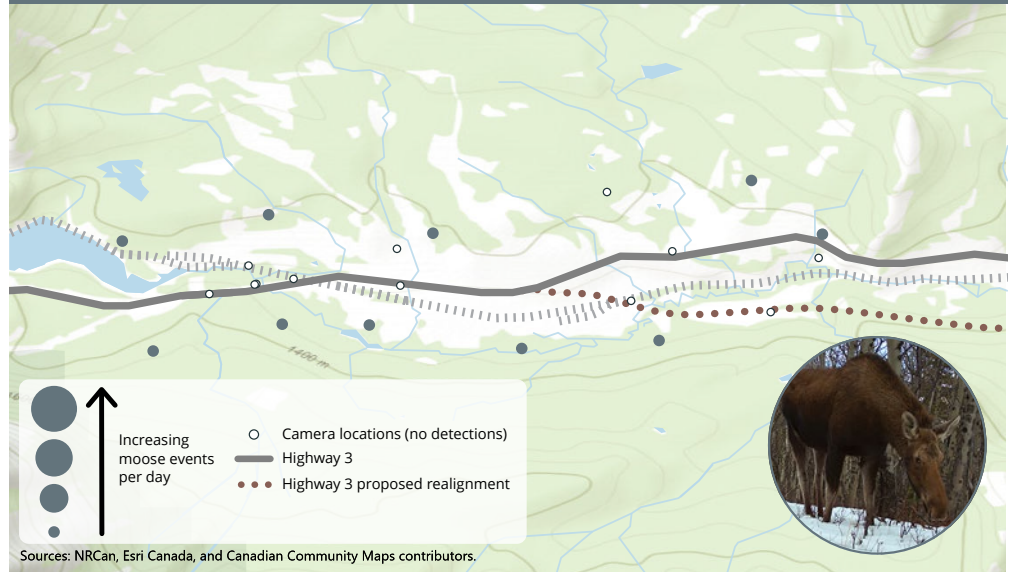 1400 m
Increasing
moose events
per day
Camera locations (no detections)
Highway 3
Highway 3 proposed realignment
Sources: NRCan, Esri Canada, and Canadian Community Maps contributors.